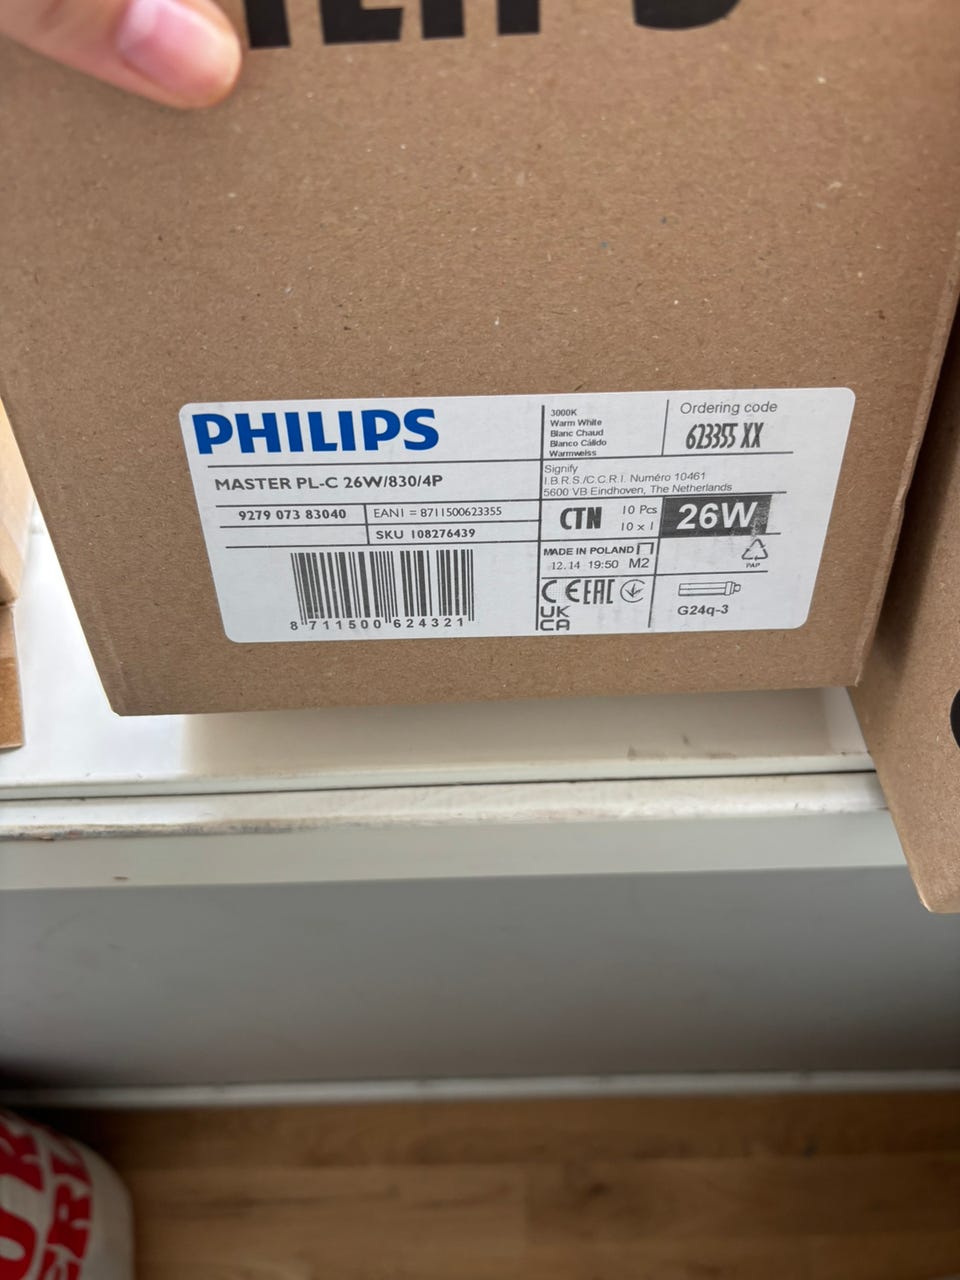 PHILIPS
MASTER PL-C 26W/830/4P
9279 073 83040
EAN1 = 8711500623355
SKU 108276439
8 711500 624321
3000K
Warm White
Blanc Chaud
Blanco Cálido
Warmweiss
Ordering code
623355 XX
Signify
I.B.R.S./C.C.R.I. Numéro 10461
5600 VB Eindhoven, The Netherlands
CTN
10 Pcs
10 x 1
26W
MADE IN POLAND
12.14 19:50 M2
CE EAC
UK
CA
PAP
G24q-3